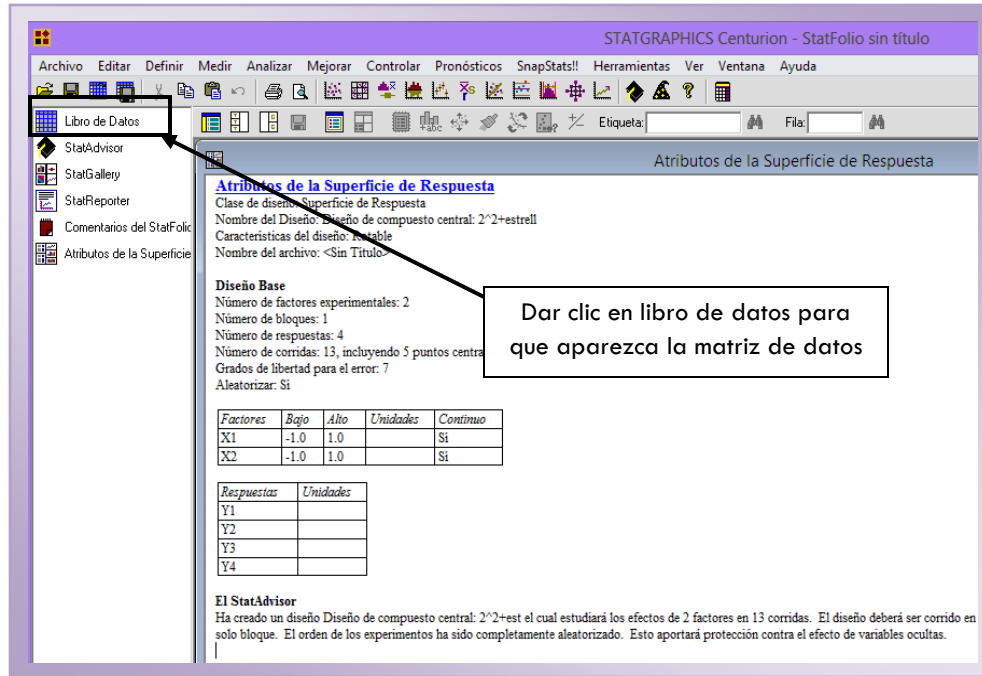 STATGRAPHICS Centurion - StatFolio sin título
Archivo Editar Definir Medir Analizar Mejorar Controlar Pronósticos SnapStats!! Herramientas Ver Ventana Ayuda
Libro de Datos
Etiqueta: Fila:
StatAdvisor
StatGallery
StatReporter
Comentarios del StatFolio
Atributos de la Superficie
Atributos de la Superficie de Respuesta
Atributos de la Superficie de Respuesta
Clase de diseño: Superficie de Respuesta
Nombre del Diseño: Diseño de compuesto central: 2^2+estrell
Caracteristicas del diseño: Rotable
Nombre del archivo: <Sin Titulo>
Diseño Base
Número de factores experimentales: 2
Número de bloques: 1
Número de respuestas: 4
Número de corridas: 13, incluyendo 5 puntos centra
Grados de libertad para el error: 7
Aleatorizar: Si
Dar clic en libro de datos para
que aparezca la matriz de datos
Factores Bajo Alto Unidades Continuo
X1 -1.0 1.0 Si
X2 -1.0 1.0 Si
Respuestas Unidades
Y1
Y2
Y3
Y4
El StatAdvisor
Ha creado un diseño Diseño de compuesto central: 2^2+est el cual estudiará los efectos de 2 factores en 13 corridas. El diseño deberá ser corrido en
solo bloque. El orden de los experimentos ha sido completamente aleatorizado. Esto aportará protección contra el efecto de variables ocultas.